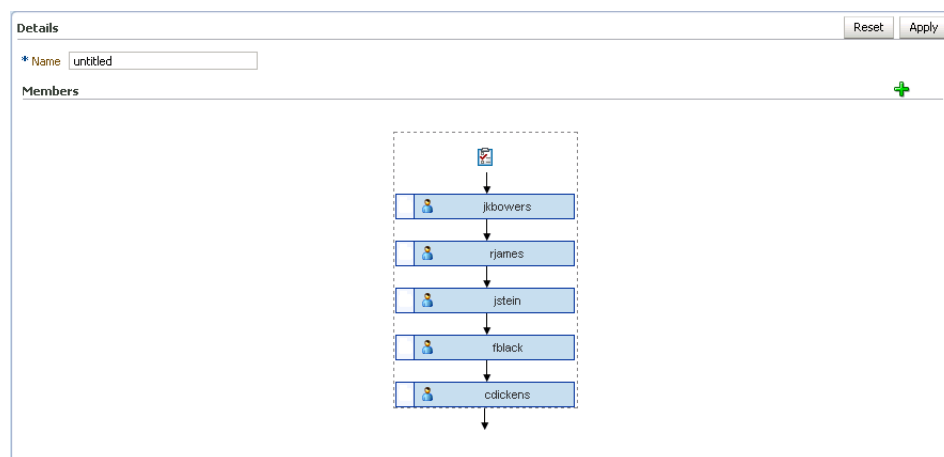 Details Reset Apply
* Name untitled
Members
jkbowers
rjames
jstein
fblack
cdickens